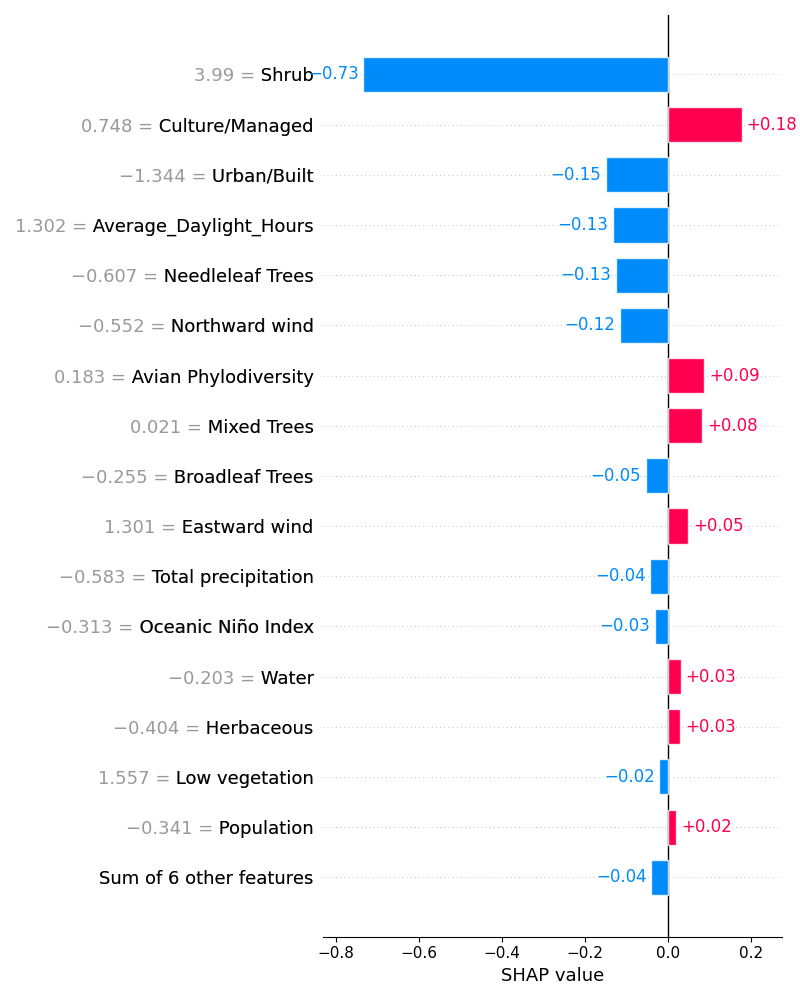 3.99 = Shrub −0.73
0.748 = Culture/Managed +0.18
−1.344 = Urban/Built −0.15
1.302 = Average_Daylight_Hours −0.13
−0.607 = Needleleaf Trees −0.13
−0.552 = Northward wind −0.12
0.183 = Avian Phylodiversity +0.09
0.021 = Mixed Trees +0.08
−0.255 = Broadleaf Trees −0.05
1.301 = Eastward wind +0.05
−0.583 = Total precipitation −0.04
−0.313 = Oceanic Niño Index −0.03
−0.203 = Water +0.03
−0.404 = Herbaceous +0.03
1.557 = Low vegetation −0.02
−0.341 = Population +0.02
Sum of 6 other features −0.04
−0.8 −0.6 −0.4 −0.2 0.0 0.2
SHAP value